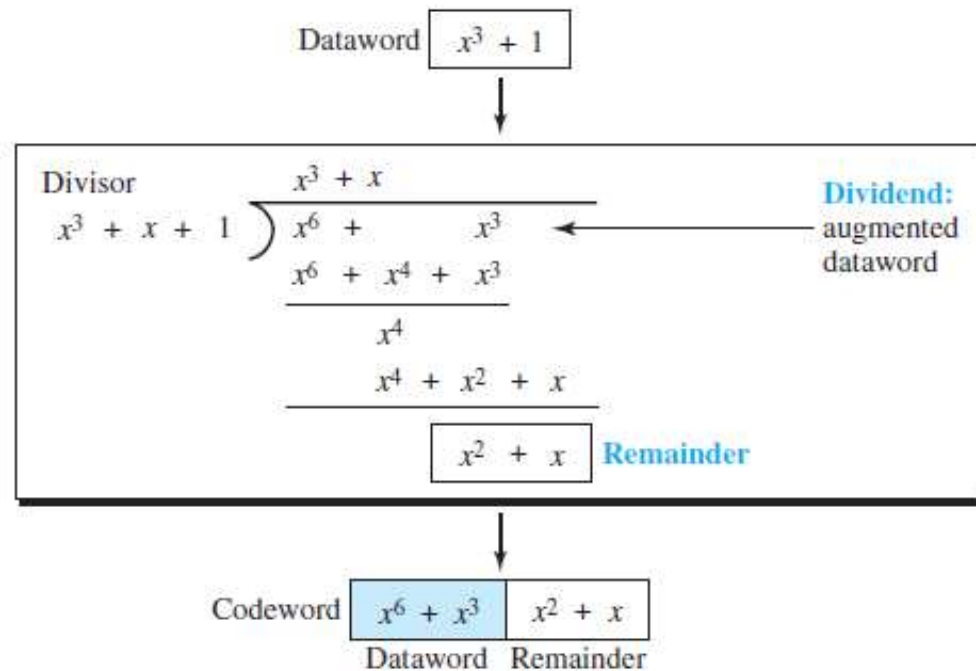 Dataword x³ + 1
Divisor
x³ + x
Dividend:
augmented
dataword
x³ + x + 1
x⁶ + x³
x⁶ + x⁴ + x³
x⁴
x⁴ + x² + x
x² + x Remainder
Codeword x⁶ + x³ x² + x
Dataword Remainder